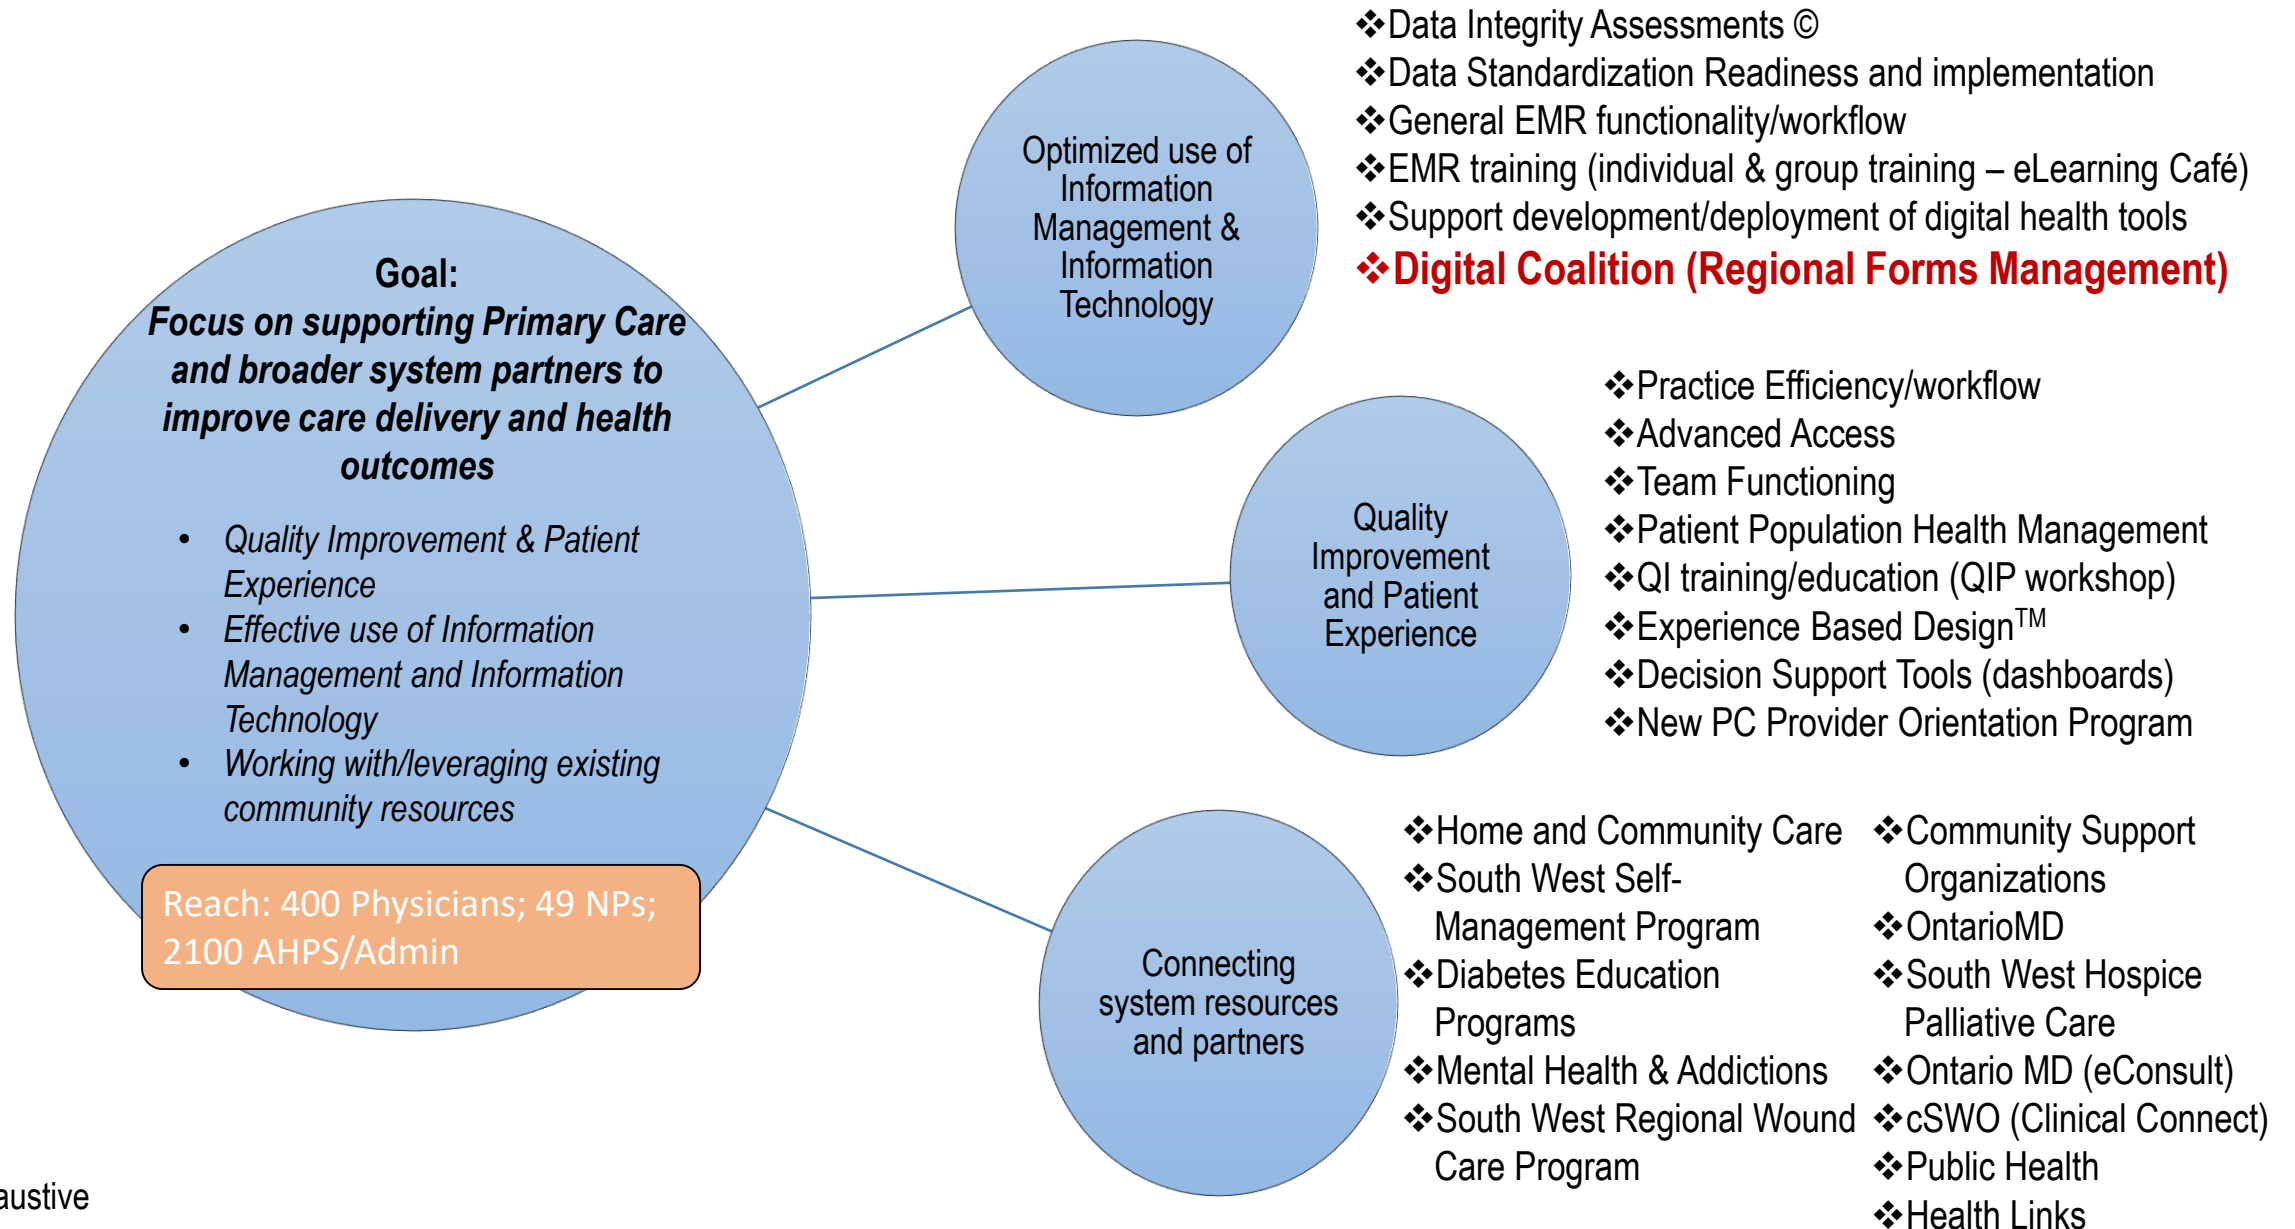 Goal:
Focus on supporting Primary Care
and broader system partners to
improve care delivery and health
outcomes
• Quality Improvement & Patient
Experience
• Effective use of Information
Management and Information
Technology
• Working with/leveraging existing
community resources
Reach: 400 Physicians; 49 NPs;
2100 AHPS/Admin
Optimized use of
Information
Management &
Information
Technology
❖Data Integrity Assessments ©
❖Data Standardization Readiness and implementation
❖General EMR functionality/workflow
❖EMR training (individual & group training – eLearning Café)
❖Support development/deployment of digital health tools
❖Digital Coalition (Regional Forms Management)
Quality
Improvement
and Patient
Experience
❖Practice Efficiency/workflow
❖Advanced Access
❖Team Functioning
❖Patient Population Health Management
❖QI training/education (QIP workshop)
❖Experience Based Design™
❖Decision Support Tools (dashboards)
❖New PC Provider Orientation Program
Connecting
system resources
and partners
❖Home and Community Care
❖South West Self-
Management Program
❖Diabetes Education
Programs
❖Mental Health & Addictions
❖South West Regional Wound
Care Program
❖Community Support
Organizations
❖OntarioMD
❖South West Hospice
Palliative Care
❖Ontario MD (eConsult)
❖cSWO (Clinical Connect)
❖Public Health
❖Health Links
austive